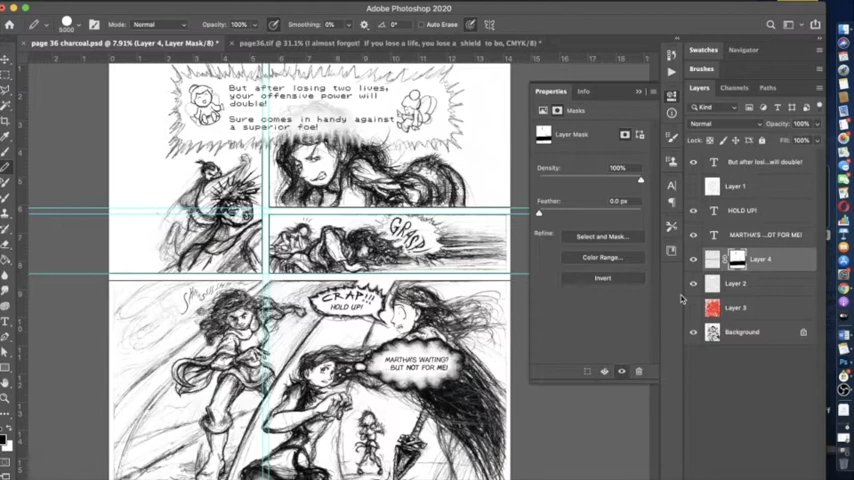 Adobe Photoshop 2020
5000
Mode: Normal
Opacity: 100%
Smoothing: 0%
0°
Auto Erase
page 36 charcoal.psd @ 7.91% (Layer 4, Layer Mask/8) *
page36.tif @ 31.1% (I almost forgot! If you lose a life, you lose a shield to bo, CMYK/8) *
But after losing two lives,
your offensive power will
double!
Sure comes in handy against
a superior foe!
GRASP
CRAP!!!
HOLD UP!
MARTHA'S WAITING?
BUT NOT FOR ME!
Properties
Info
Masks
Layer Mask
Density:
100%
Feather:
0.0 px
Refine:
Select and Mask...
Color Range...
Invert
Swatches
Navigator
Brushes
Layers
Channels
Paths
Kind
Normal
Opacity: 100%
Lock:
Fill: 100%
But after losi...will double!
Layer 1
HOLD UP!
MARTHA'S ...OT FOR ME!
Layer 4
Layer 2
Layer 3
Background